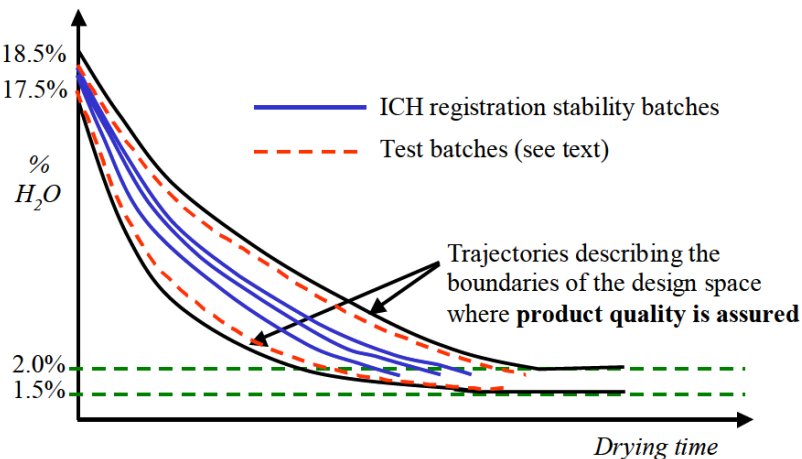 18.5%
17.5%
%
H₂O
ICH registration stability batches
Test batches (see text)
Trajectories describing the
boundaries of the design space
where product quality is assured
2.0%
1.5%
Drying time